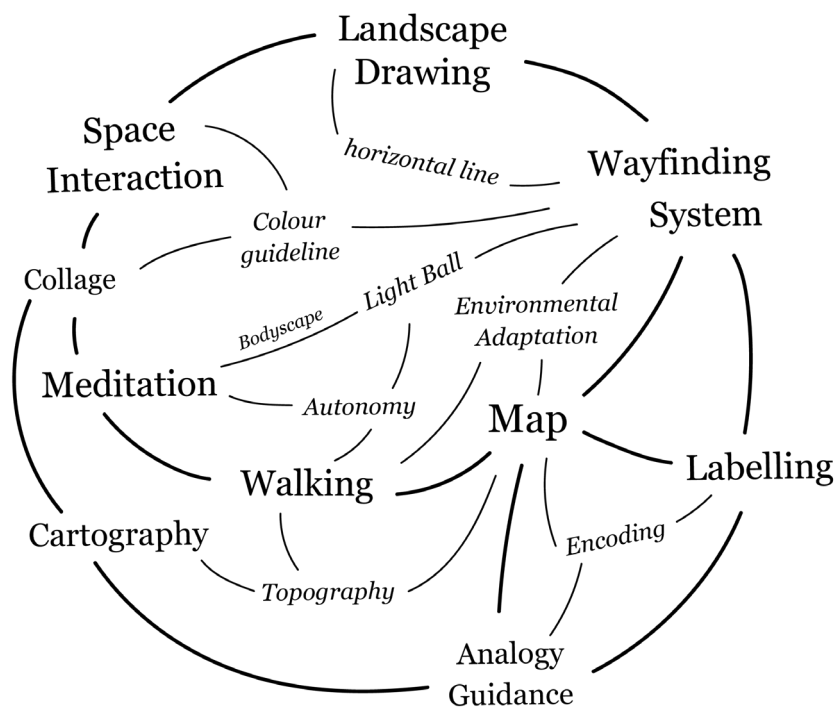 Landscape
Drawing
Space
Interaction
horizontal line
Wayfinding
System
Colour
guideline
Collage
Light Ball
Environmental
Adaptation
Bodyscape
Meditation
Autonomy
Map
Walking
Labelling
Cartography
Encoding
Topography
Analogy
Guidance